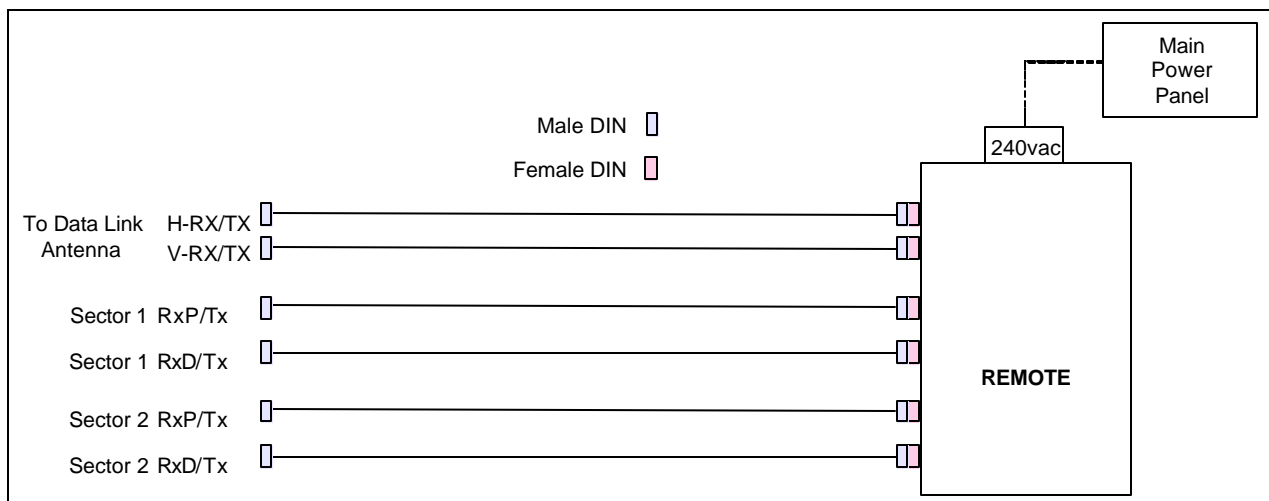 Main
Power
Panel
Male DIN
240vac
Female DIN
To Data Link
Antenna
H-RX/TX
V-RX/TX
Sector 1 RxP/Tx
Sector 1 RxD/Tx
REMOTE
Sector 2 RxP/Tx
Sector 2 RxD/Tx